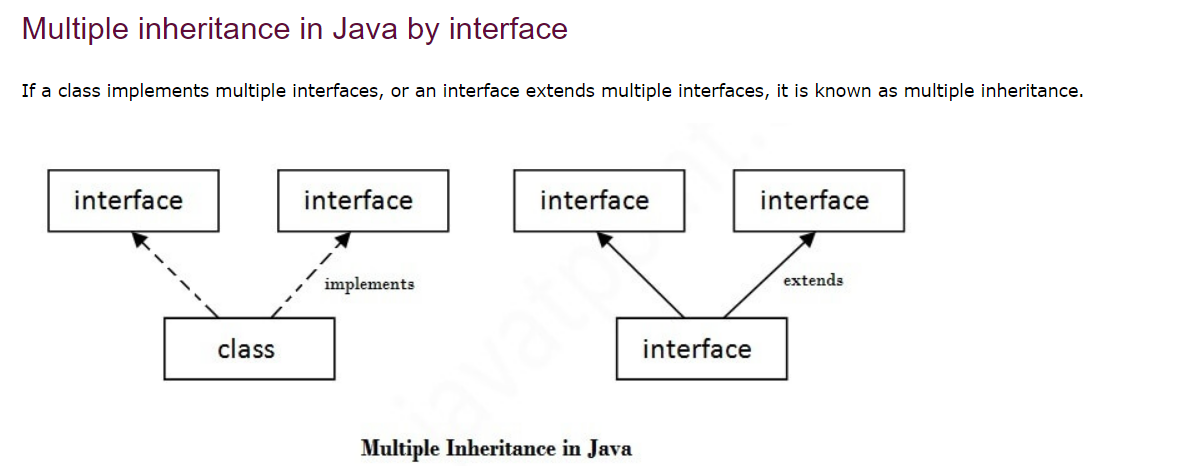 Multiple inheritance in Java by interface
If a class implements multiple interfaces, or an interface extends multiple interfaces, it is known as multiple inheritance.
interface interface interface interface
implements extends
class interface
Multiple Inheritance in Java